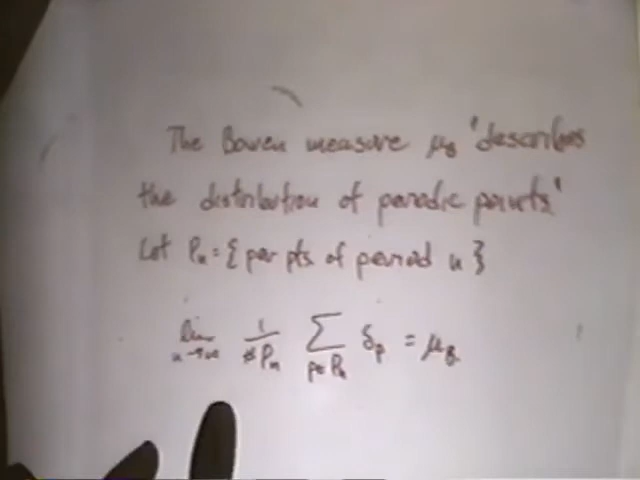 The Bowen measure μ_B 'describes
the distribution of periodic points'
Let P_n = { per pts of period n }
lim_{n→+∞} 1/#P_n ∑_{p∈P_n} δ_p = μ_B